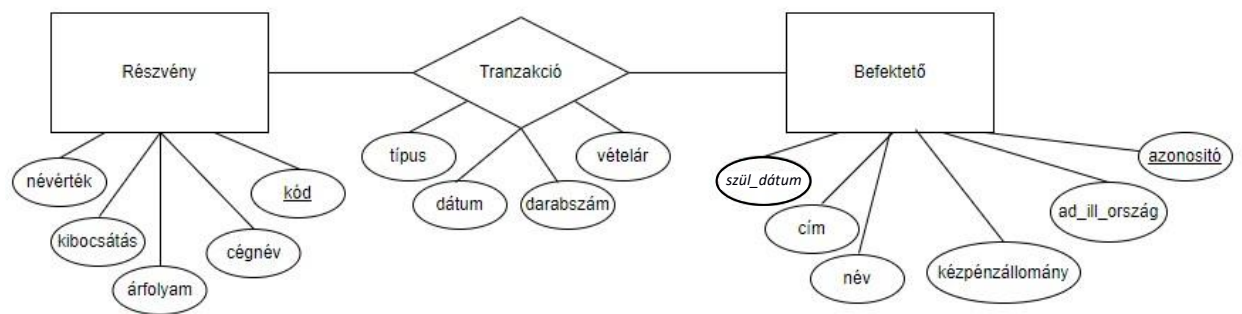 Részvény
Tranzakció
Befektető
névérték
kibocsátás
árfolyam
cégnév
kód
típus
dátum
darabszám
vételár
szül_dátum
cím
név
kézpénzállomány
ad_ill_ország
azonosító